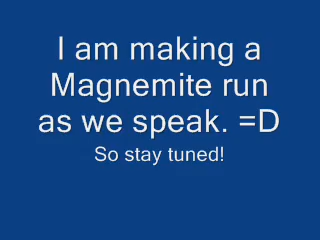 I am making a
Magnemite run
as we speak. =D
So stay tuned!